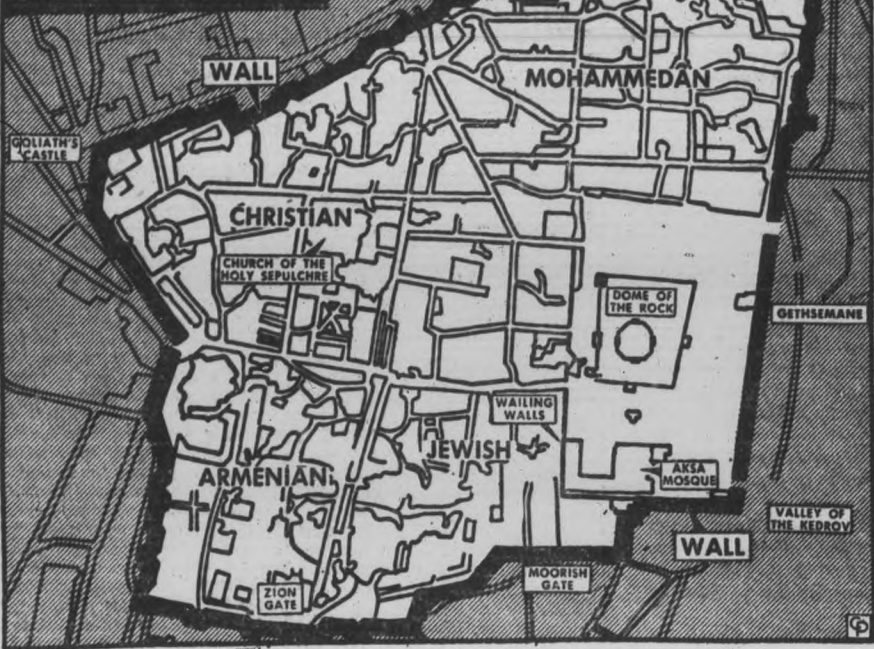 WALL
MOHAMMEDAN
GOLIATH'S
CASTLE
CHRISTIAN
CHURCH OF THE
HOLY SEPULCHRE
DOME OF
THE ROCK
GETHSEMANE
WAILING
WALLS
JEWISH
ARMENIAN
AKSA
MOSQUE
VALLEY OF
THE KEDROV
WALL
MOORISH
GATE
ZION
GATE
CP